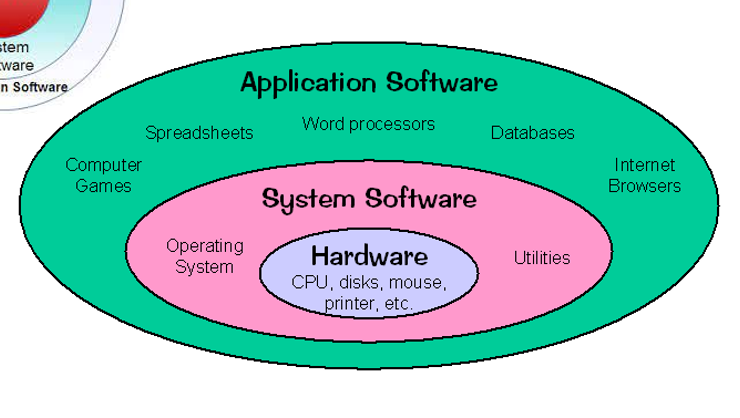 stem
ware
n Software
Application Software
Spreadsheets
Word processors
Databases
Computer
Games
Internet
Browsers
System Software
Operating
System
Utilities
Hardware
CPU, disks, mouse,
printer, etc.